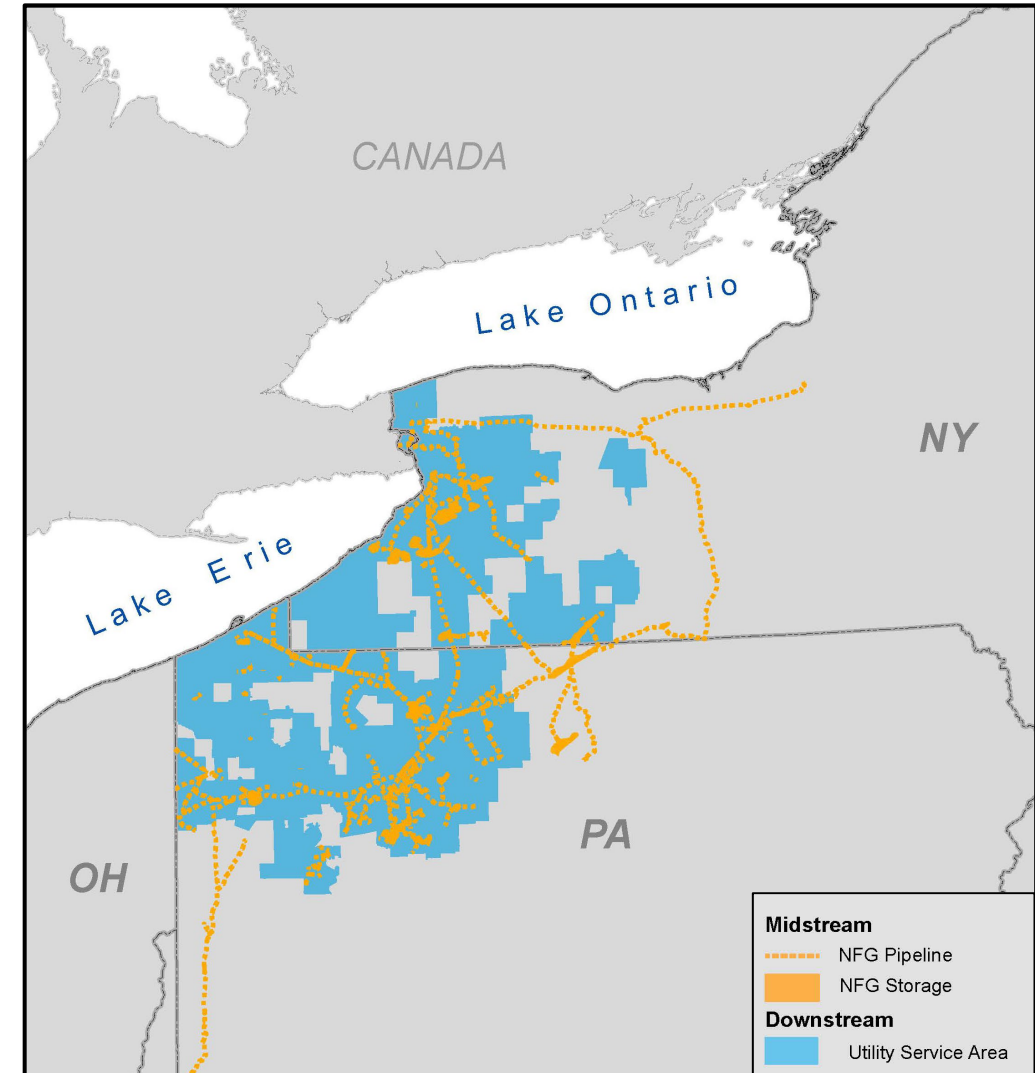 CANADA
Lake Ontario
NY
Lake Erie
PA
OH
Midstream
NFG Pipeline
NFG Storage
Downstream
Utility Service Area